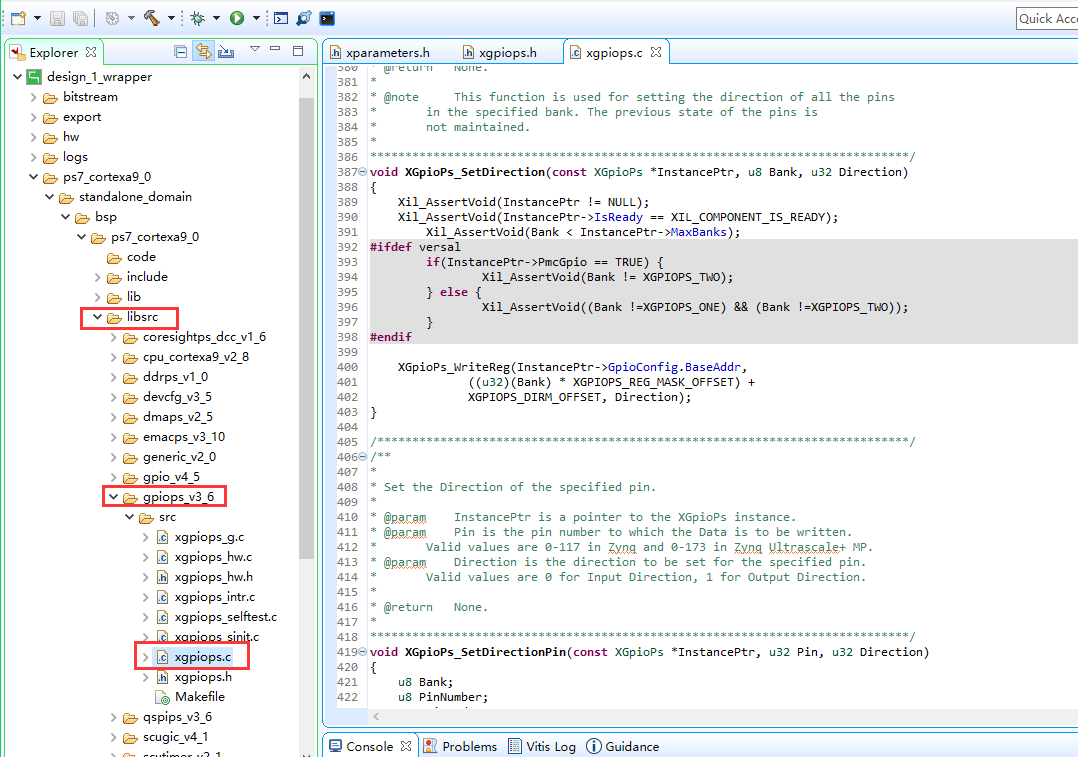 Quick Acce
Explorer
design_1_wrapper
bitstream
export
hw
logs
ps7_cortexa9_0
standalone_domain
bsp
ps7_cortexa9_0
code
include
lib
libsrc
coresightps_dcc_v1_6
cpu_cortexa9_v2_8
ddrps_v1_0
devcfg_v3_5
dmaps_v2_5
emacps_v3_10
generic_v2_0
gpio_v4_5
gpiops_v3_6
src
xgpiops_g.c
xgpiops_hw.c
xgpiops_hw.h
xgpiops_intr.c
xgpiops_selftest.c
xgpiops_sinit.c
xgpiops.c
xgpiops.h
Makefile
qspips_v3_6
scugic_v4_1
scutimer_v2_1
xparameters.h xgpiops.h xgpiops.c
380 * @return None.
381 *
382 * @note This function is used for setting the direction of all the pins
383 * in the specified bank. The previous state of the pins is
384 * not maintained.
385 *
386 *****************************************************************************/
387 void XGpioPs_SetDirection(const XGpioPs *InstancePtr, u8 Bank, u32 Direction)
388 {
389 Xil_AssertVoid(InstancePtr != NULL);
390 Xil_AssertVoid(InstancePtr->IsReady == XIL_COMPONENT_IS_READY);
391 Xil_AssertVoid(Bank < InstancePtr->MaxBanks);
392 #ifdef versal
393 if(InstancePtr->PmcGpio == TRUE) {
394 Xil_AssertVoid(Bank != XGPIOPS_TWO);
395 } else {
396 Xil_AssertVoid((Bank !=XGPIOPS_ONE) && (Bank !=XGPIOPS_TWO));
397 }
398 #endif
399
400 XGpioPs_WriteReg(InstancePtr->GpioConfig.BaseAddr,
401 ((u32)(Bank) * XGPIOPS_REG_MASK_OFFSET) +
402 XGPIOPS_DIRM_OFFSET, Direction);
403 }
404
405 /****************************************************************************/
406 /**
407 *
408 * Set the Direction of the specified pin.
409 *
410 * @param InstancePtr is a pointer to the XGpioPs instance.
411 * @param Pin is the pin number to which the Data is to be written.
412 * Valid values are 0-117 in Zynq and 0-173 in Zynq Ultrascale+ MP.
413 * @param Direction is the direction to be set for the specified pin.
414 * Valid values are 0 for Input Direction, 1 for Output Direction.
415 *
416 * @return None.
417 *
418 *****************************************************************************/
419 void XGpioPs_SetDirectionPin(const XGpioPs *InstancePtr, u32 Pin, u32 Direction)
420 {
421 u8 Bank;
422 u8 PinNumber;
Console Problems Vitis Log Guidance